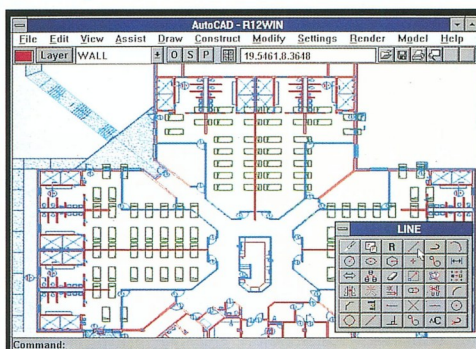 AutoCAD - R12WIN
File Edit View Assist Draw Construct Modify Settings Render Model Help
Layer WALL O S P 19.5461,8.3648
LINE
R
^C
Command: